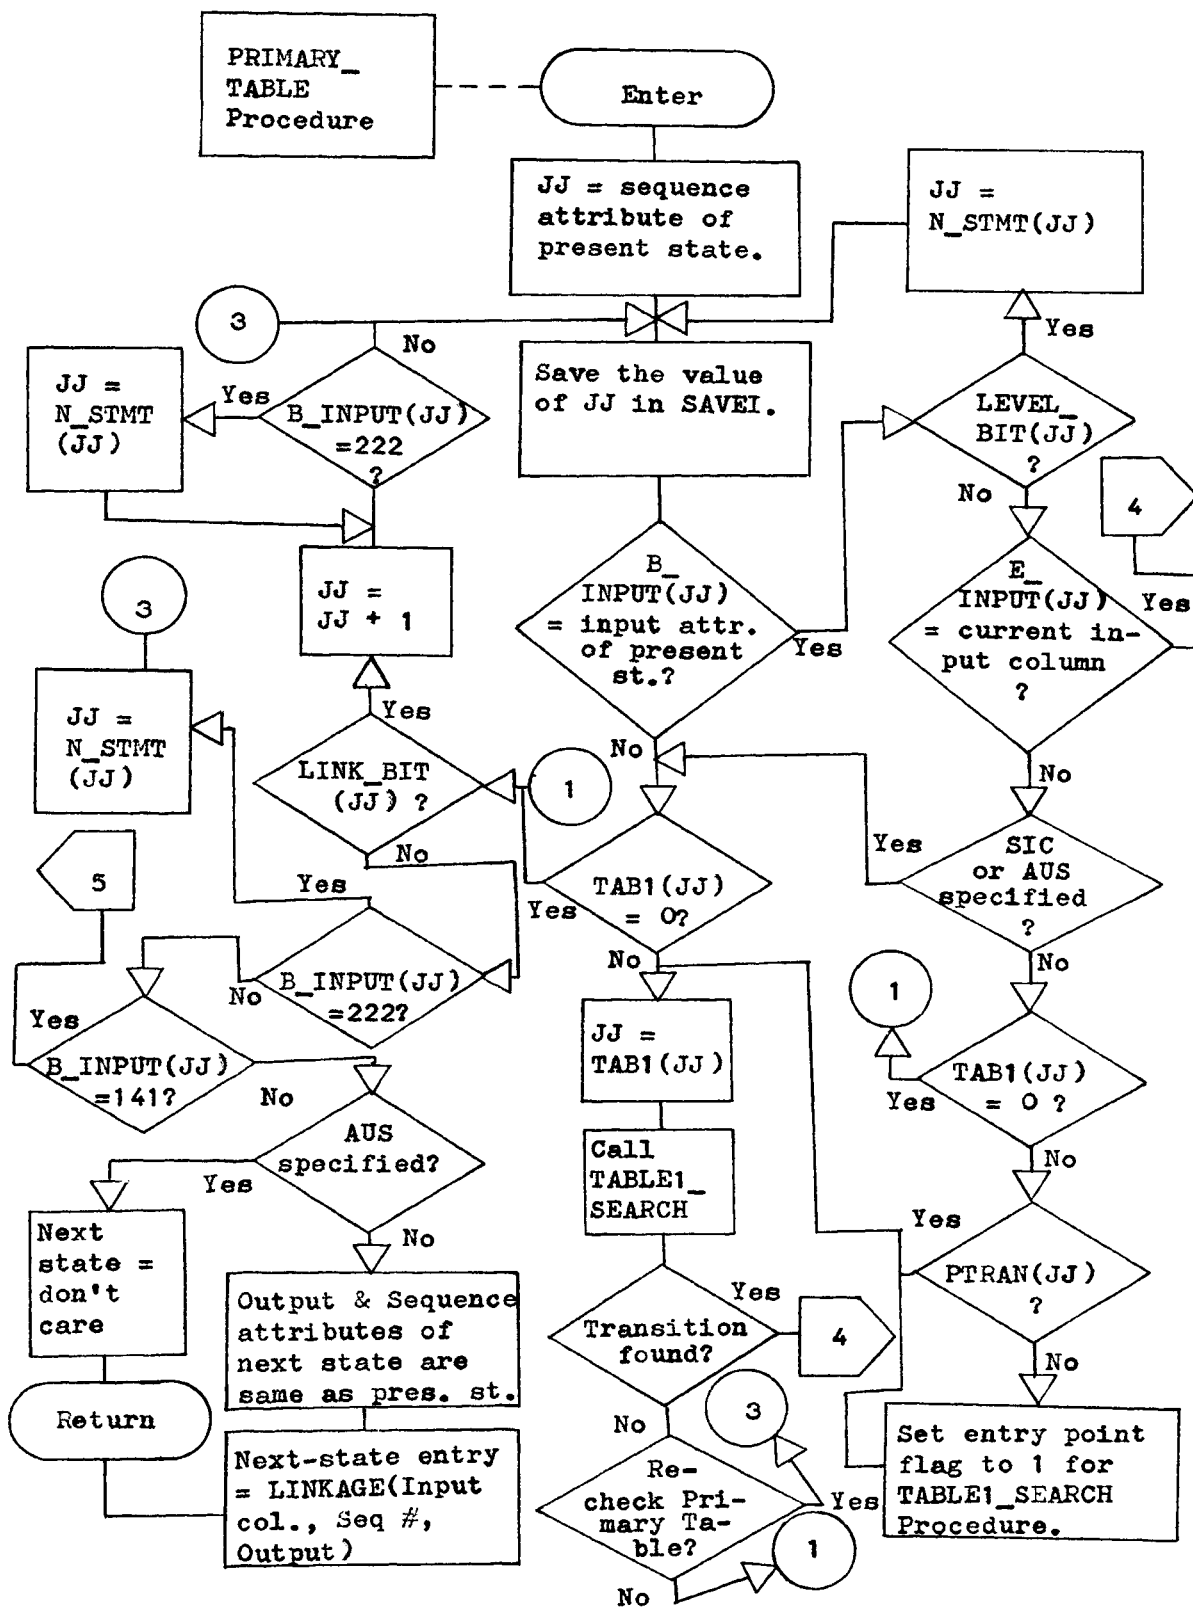 PRIMARY_
TABLE
Procedure
Enter
JJ = sequence
attribute of
present state.
JJ =
N_STMT(JJ)
3
No
Yes
JJ =
N_STMT
(JJ)
Yes
B_INPUT(JJ)
=222
?
Save the value
of JJ in SAVEI.
LEVEL_
BIT(JJ)
?
No
4
JJ =
JJ + 1
B_
INPUT(JJ)
= input attr.
of present
st.?
Yes
E_
INPUT(JJ)
= current in-
put column
?
Yes
3
JJ =
N_STMT
(JJ)
Yes
LINK_BIT
(JJ) ?
No
1
No
No
Yes
TAB1(JJ)
= 0?
Yes
No
SIC
or AUS
specified
?
Yes
No
5
Yes
B_INPUT(JJ)
=222?
No
Yes
B_INPUT(JJ)
=141?
No
JJ =
TAB1(JJ)
1
TAB1(JJ)
= 0 ?
Yes
No
AUS
specified?
Yes
No
Call
TABLE1_
SEARCH
Yes
PTRAN(JJ)
?
No
Next
state =
don't
care
Output & Sequence
attributes of
next state are
same as pres. st.
Yes
Transition
found?
4
No
3
Return
Next-state entry
= LINKAGE(Input
col., Seq #,
Output)
Re-
check Pri-
mary Ta-
ble?
Yes
No
1
Set entry point
flag to 1 for
TABLE1_SEARCH
Procedure.